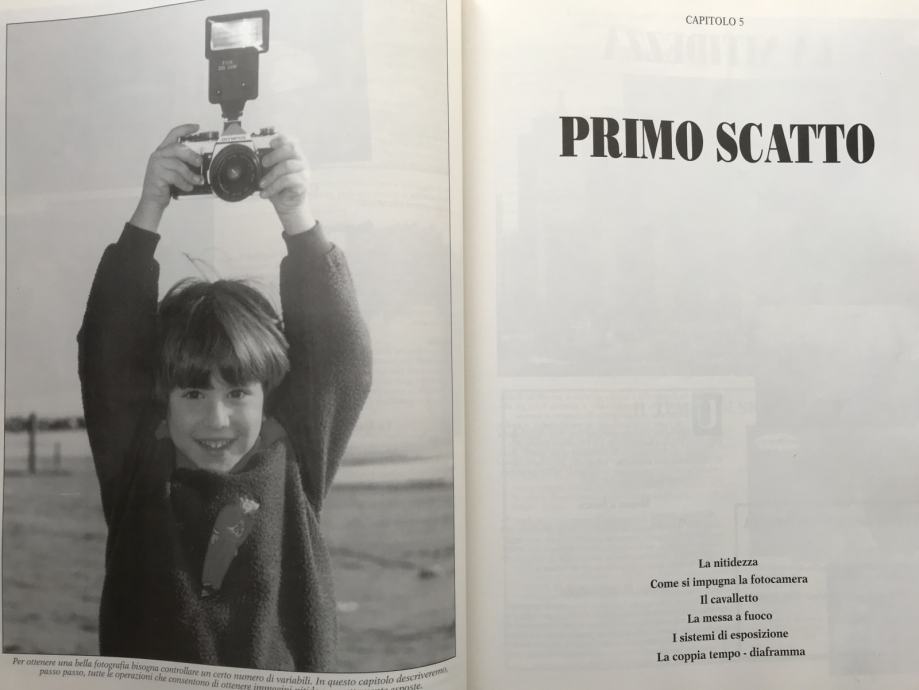 Per ottenere una bella fotografia bisogna controllare un certo numero di variabili. In questo capitolo descriveremo,
passo passo, tutte le operazioni che consentono di ottenere immagini
CAPITOLO 5
PRIMO SCATTO
La nitidezza
Come si impugna la fotocamera
Il cavalletto
La messa a fuoco
I sistemi di esposizione
La coppia tempo - diaframma